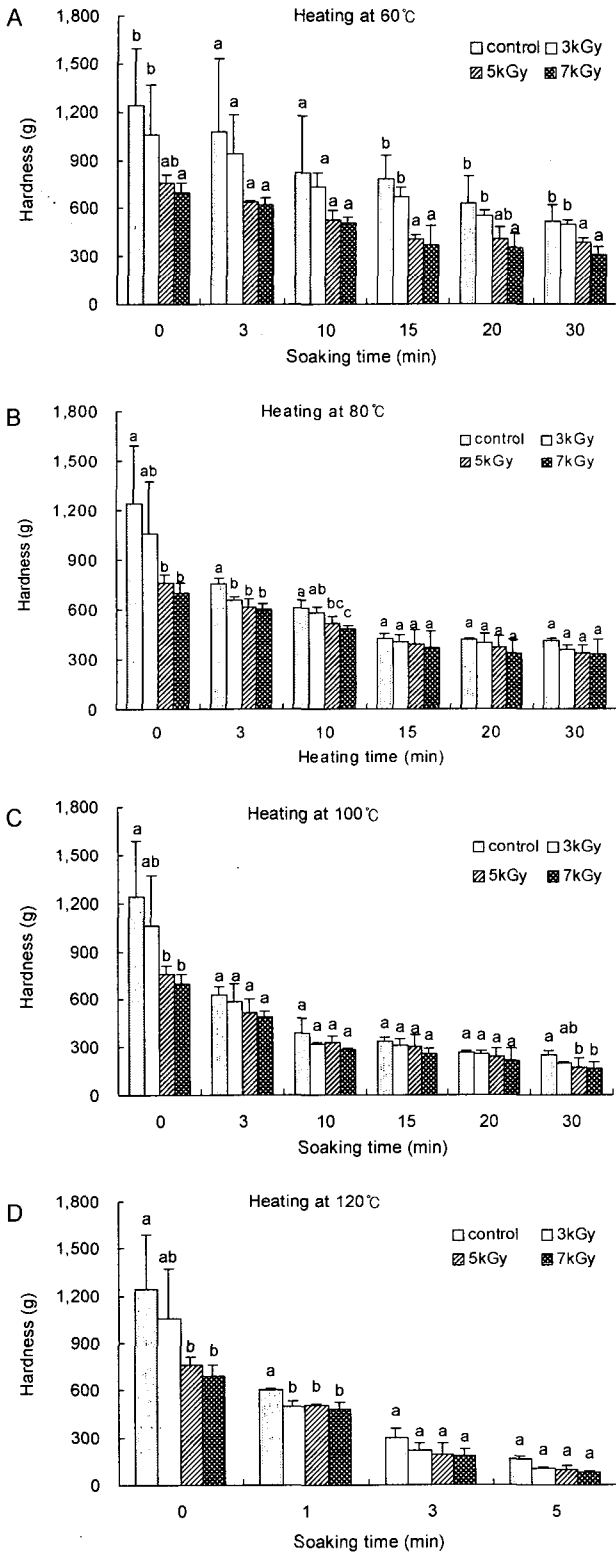 A
Heating at 60℃
1,800
1,500
1,200
900
600
300
0
Hardness (g)
control 3kGy
5kGy 7kGy
b b ab b
a a a a
a a a a
b b a a
b b ab a
b b a a
0 3 10 15 20 30
Soaking time (min)
B
Heating at 80℃
1,800
1,500
1,200
900
600
300
0
Hardness (g)
control 3kGy
5kGy 7kGy
a ab b b
a b b b
a ab bc c
a a a a
a a a a
a a a a
0 3 10 15 20 30
Heating time (min)
C
Heating at 100℃
1,800
1,500
1,200
900
600
300
0
Hardness (g)
control 3kGy
5kGy 7kGy
a ab b b
a a a a
a a a a
a a a a
a a a a
a ab b b
0 3 10 15 20 30
Soaking time (min)
D
Heating at 120℃
1,800
1,500
1,200
900
600
300
0
Hardness (g)
control 3kGy
5kGy 7kGy
a ab b b
a b b b
a a a a
a a a a
0 1 3 5
Soaking time (min)